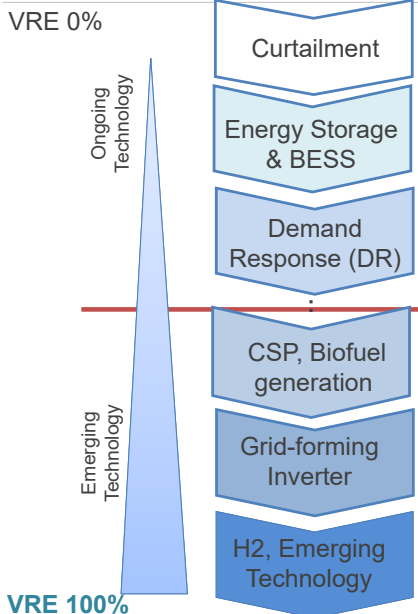 VRE 0%
Curtailment
Ongoing
Technology
Energy Storage
& BESS
Demand
Response (DR)
:
CSP, Biofuel
generation
Emerging
Technology
Grid-forming
Inverter
H2, Emerging
Technology
VRE 100%